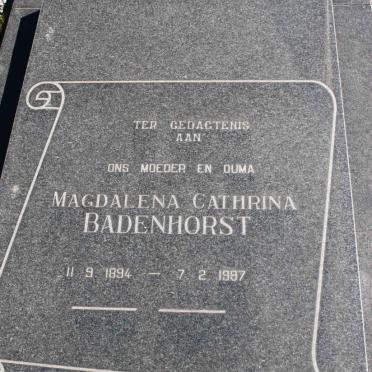 TER GEDAGTENIS
AAN
ONS MOEDER EN OUMA
MAGDALENA CATHRINA
BADENHORST
11.9.1894 — 7.2.1987